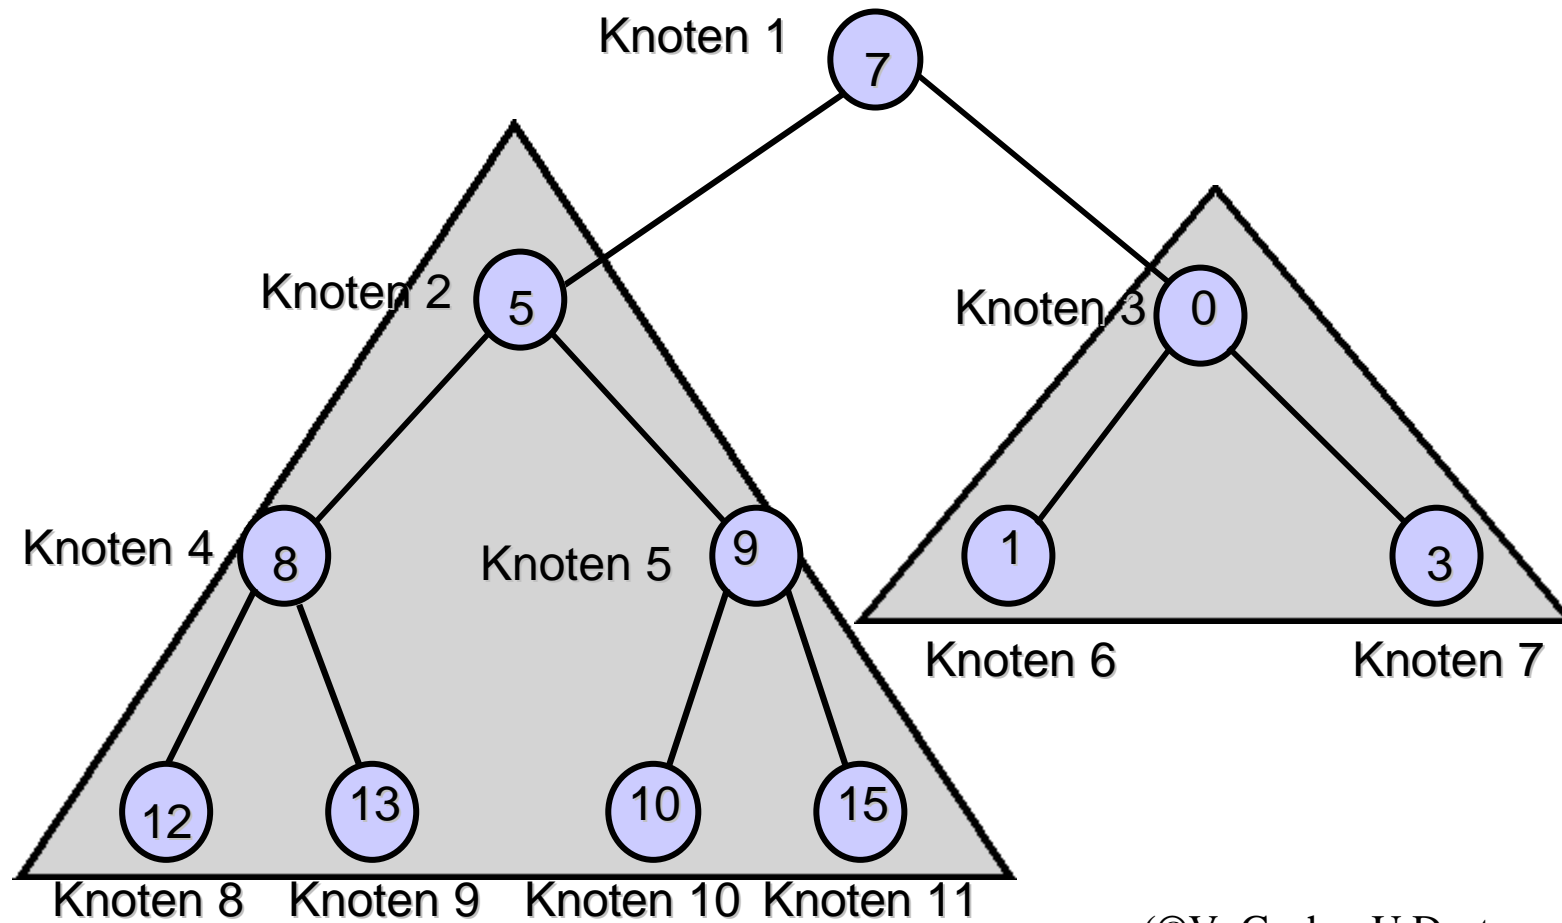 Knoten 1
7
Knoten 2
5
Knoten 3
0
Knoten 4
8
Knoten 5
9
1
3
Knoten 6
Knoten 7
12
13
10
15
Knoten 8
Knoten 9
Knoten 10
Knoten 11